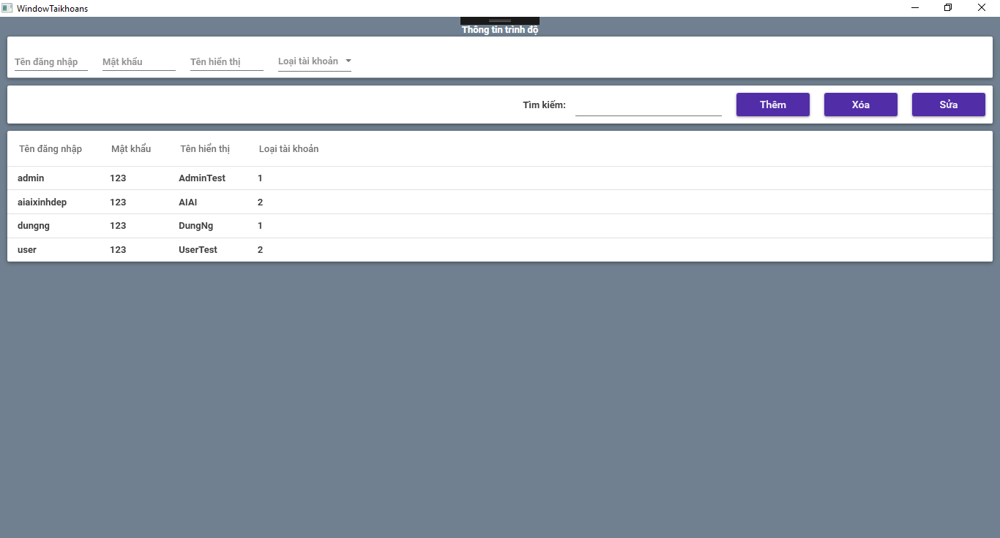 WindowTaikhoans
Thông tin trình độ
Tên đăng nhập Mật khẩu Tên hiển thị Loại tài khoản
Tìm kiếm: Thêm Xóa Sửa
Tên đăng nhập Mật khẩu Tên hiển thị Loại tài khoản
admin 123 AdminTest 1
aiaixinhdep 123 AIAI 2
dungng 123 DungNg 1
user 123 UserTest 2